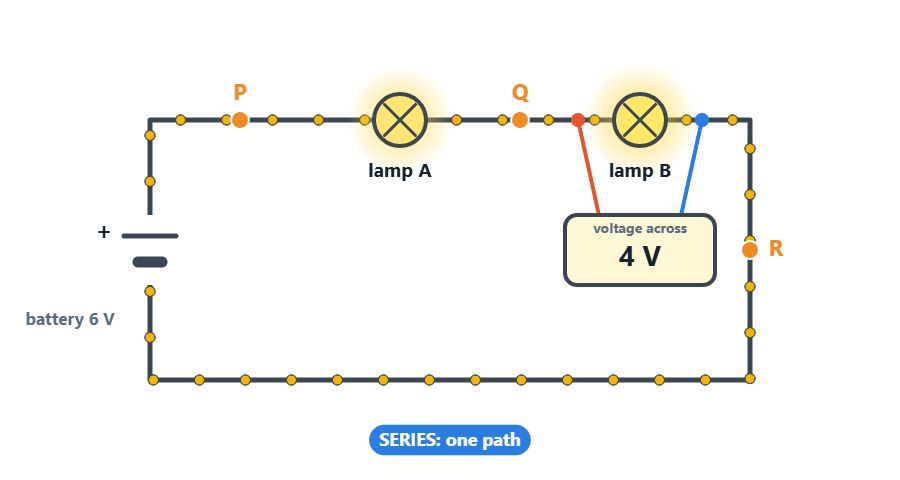 P
Q
lamp A
lamp B
voltage across
4 V
+
R
battery 6 V
SERIES: one path